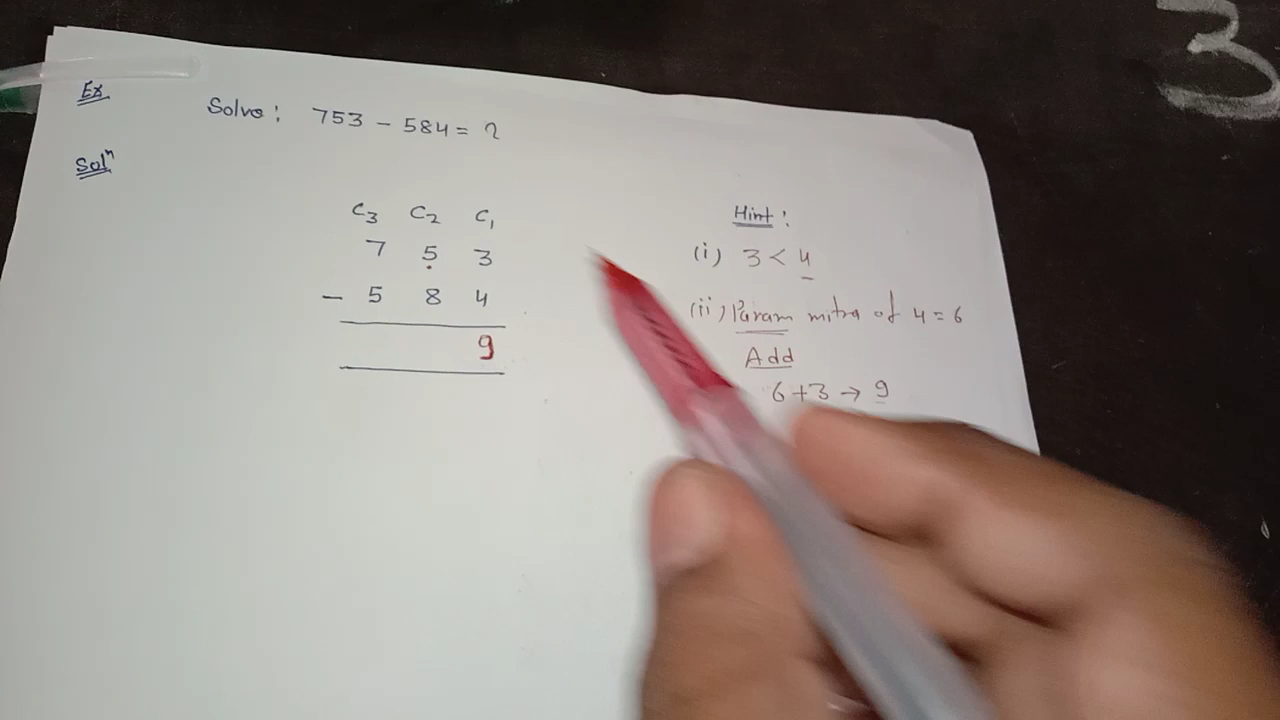 Ex
Solve: 753 - 584 = ?
Solⁿ
C₃ C₂ C₁
7 5 3
- 5 8 4
9
Hint:
(i) 3 < 4
(ii) Param mitra of 4 = 6
Add
6+3 → 9
3